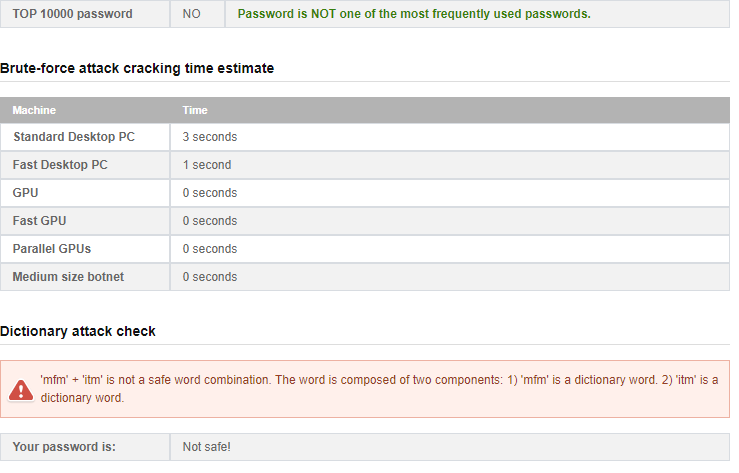 TOP 10000 password NO Password is NOT one of the most frequently used passwords.
Brute-force attack cracking time estimate
Machine Time
Standard Desktop PC 3 seconds
Fast Desktop PC 1 second
GPU 0 seconds
Fast GPU 0 seconds
Parallel GPUs 0 seconds
Medium size botnet 0 seconds
Dictionary attack check
'mfm' + 'itm' is not a safe word combination. The word is composed of two components: 1) 'mfm' is a dictionary word. 2) 'itm' is a
dictionary word.
Your password is: Not safe!